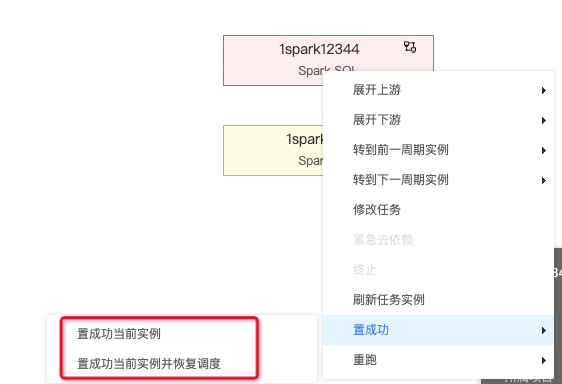 1spark12344
Spark SQL
展开上游
展开下游
转到前一周期实例
转到下一周期实例
修改任务
紧急去依赖
终止
刷新任务实例
置成功
重跑
置成功当前实例
置成功当前实例并恢复调度